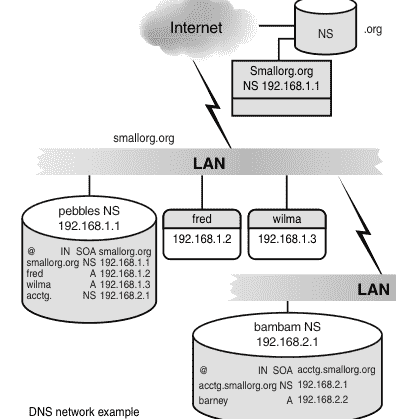 Internet
NS
.org
Smallorg.org
NS 192.168.1.1
smallorg.org
LAN
pebbles NS
192.168.1.1
@ IN SOA smallorg.org
smallorg.org NS 192.168.1.1
fred A 192.168.1.2
wilma A 192.168.1.3
acctg. NS 192.168.2.1
fred
192.168.1.2
wilma
192.168.1.3
LAN
bambam NS
192.168.2.1
@ IN SOA acctg.smallorg.org
acctg.smallorg.org NS 192.168.2.1
barney A 192.168.2.2
DNS network example